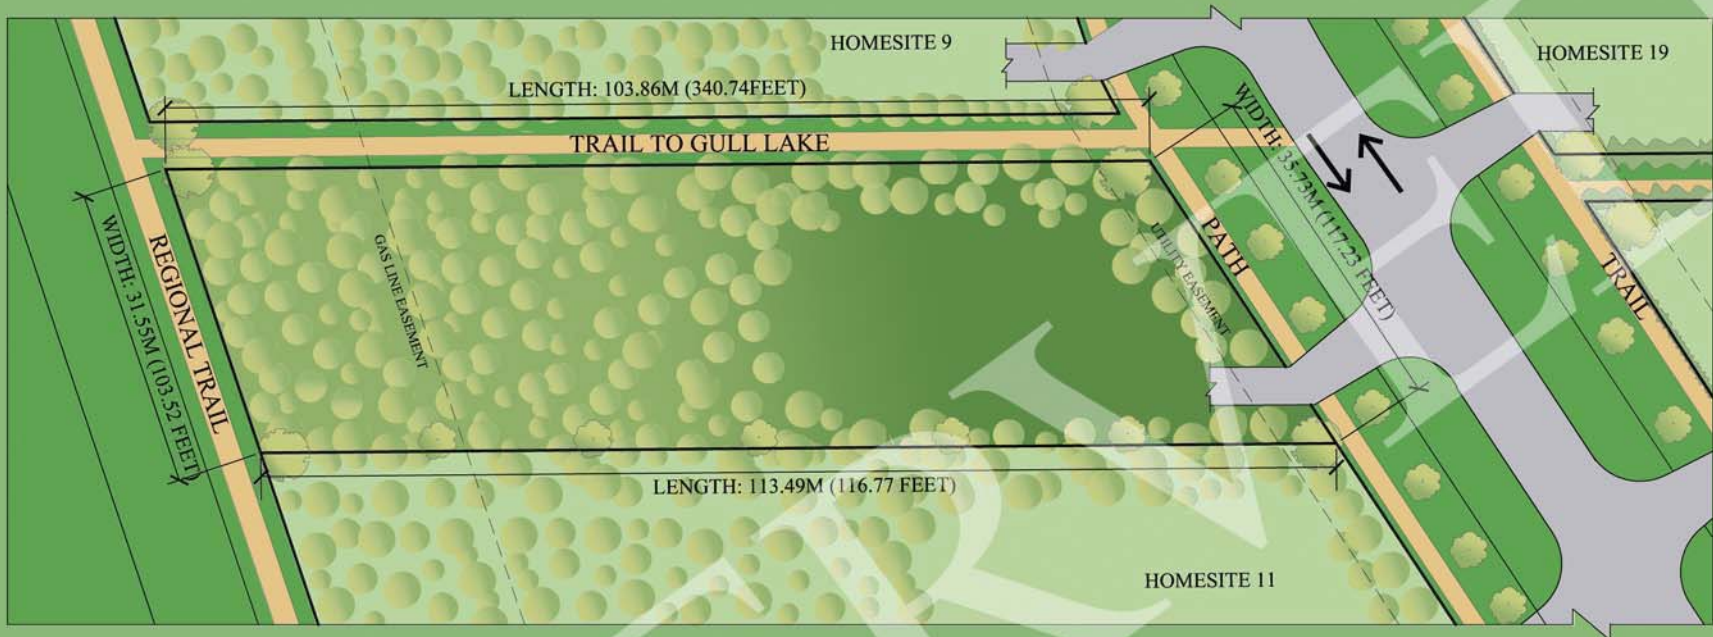 HOMESITE 9
HOMESITE 19
LENGTH: 103.86M (340.74FEET)
TRAIL TO GULL LAKE
WIDTH: 35.73M (117.23 FEET)
WIDTH: 31.55M (103.52 FEET)
REGIONAL TRAIL
GAS LINE EASEMENT
UTILITY EASEMENT
PATH
TRAIL
LENGTH: 113.49M (116.77 FEET)
HOMESITE 11